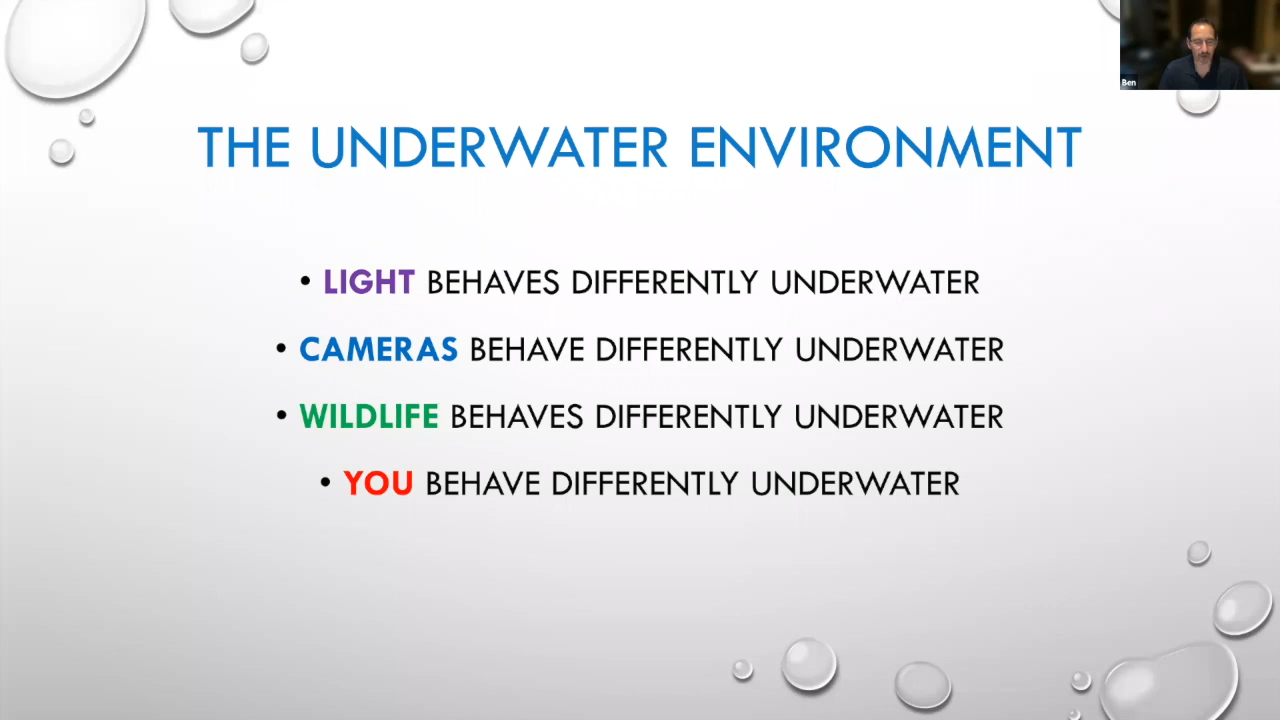 Ben
THE UNDERWATER ENVIRONMENT
• LIGHT BEHAVES DIFFERENTLY UNDERWATER
• CAMERAS BEHAVE DIFFERENTLY UNDERWATER
• WILDLIFE BEHAVES DIFFERENTLY UNDERWATER
• YOU BEHAVE DIFFERENTLY UNDERWATER